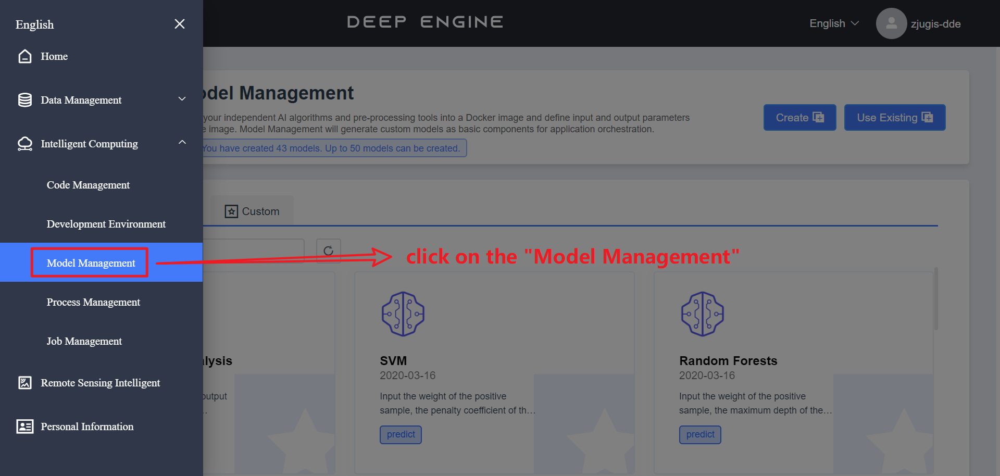 English
Home
Data Management
Intelligent Computing
Code Management
Development Environment
Model Management
Process Management
Job Management
Remote Sensing Intelligent
Personal Information
DEEP ENGINE
English
zjugis-dde
odel Management
your independent AI algorithms and pre-processing tools into a Docker image and define input and output parameters
e image. Model Management will generate custom models as basic components for application orchestration.
You have created 43 models. Up to 50 models can be created.
Create
Use Existing
Custom
click on the "Model Management"
lysis
output
..
SVM
2020-03-16
Input the weight of the positive
sample, the penalty coefficient of th…
predict
Random Forests
2020-03-16
Input the weight of the positive
sample, the maximum depth of the…
predict